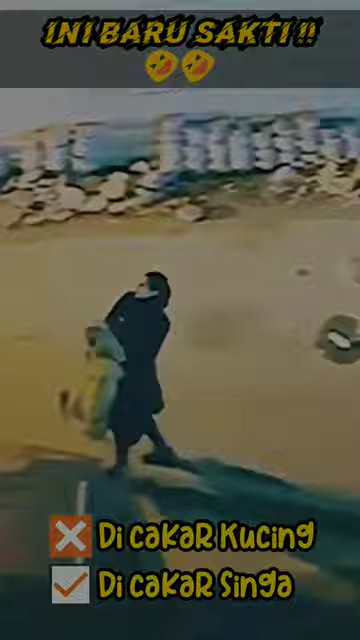 INI BARU SAKTI !!
🤣🤣
❌ Di cakar Kucing
✅ Di cakar Singa